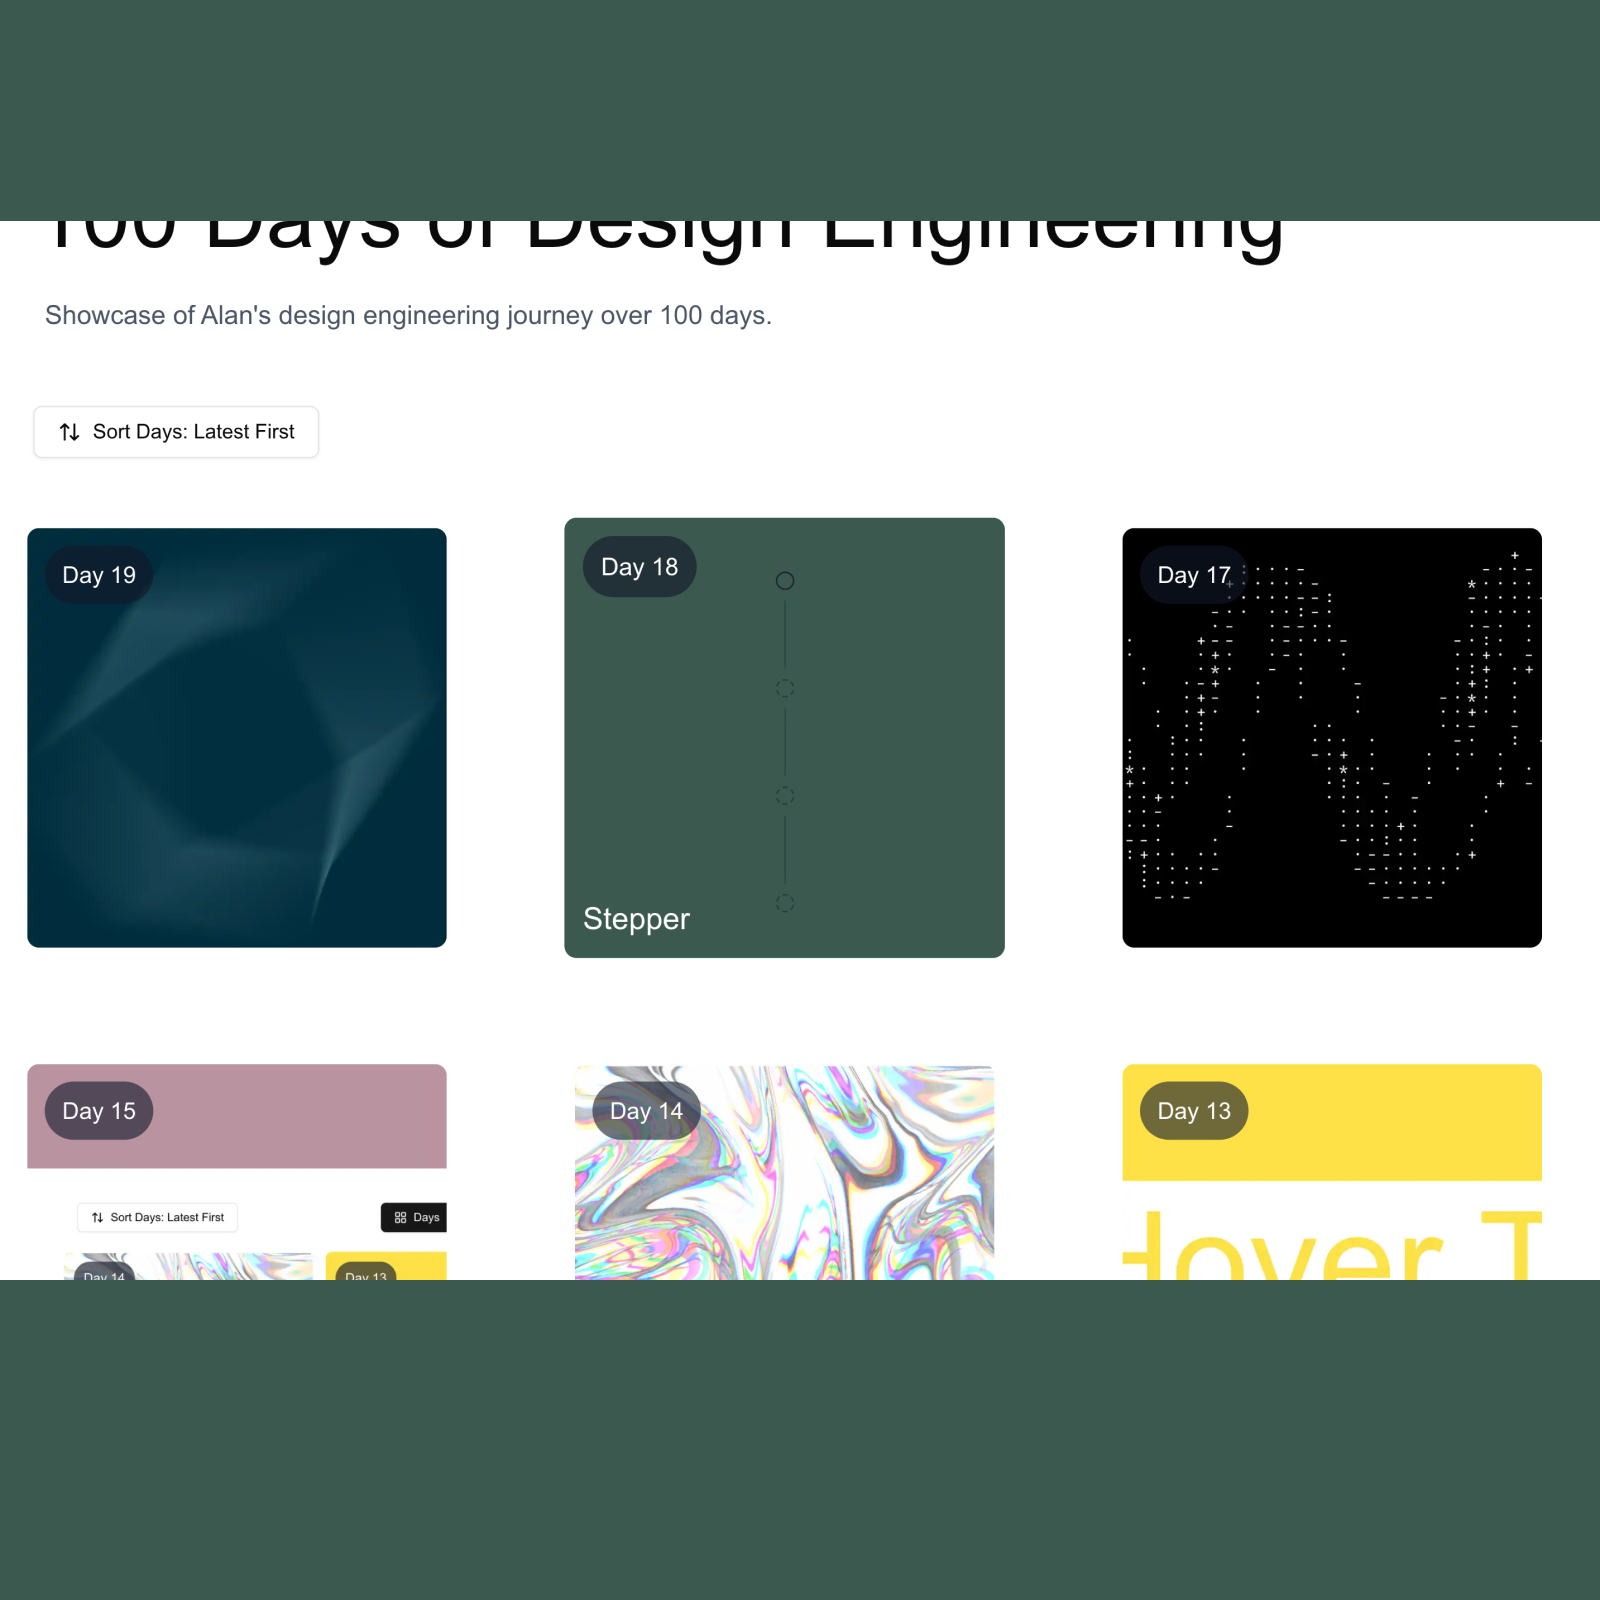 100 Days of Design Engineering
Showcase of Alan's design engineering journey over 100 days.
Sort Days: Latest First
Day 19
Day 18
Stepper
Day 17
Day 15
Sort Days: Latest First
Days
Day 14
Day 13
Day 14
Day 13
Hover T